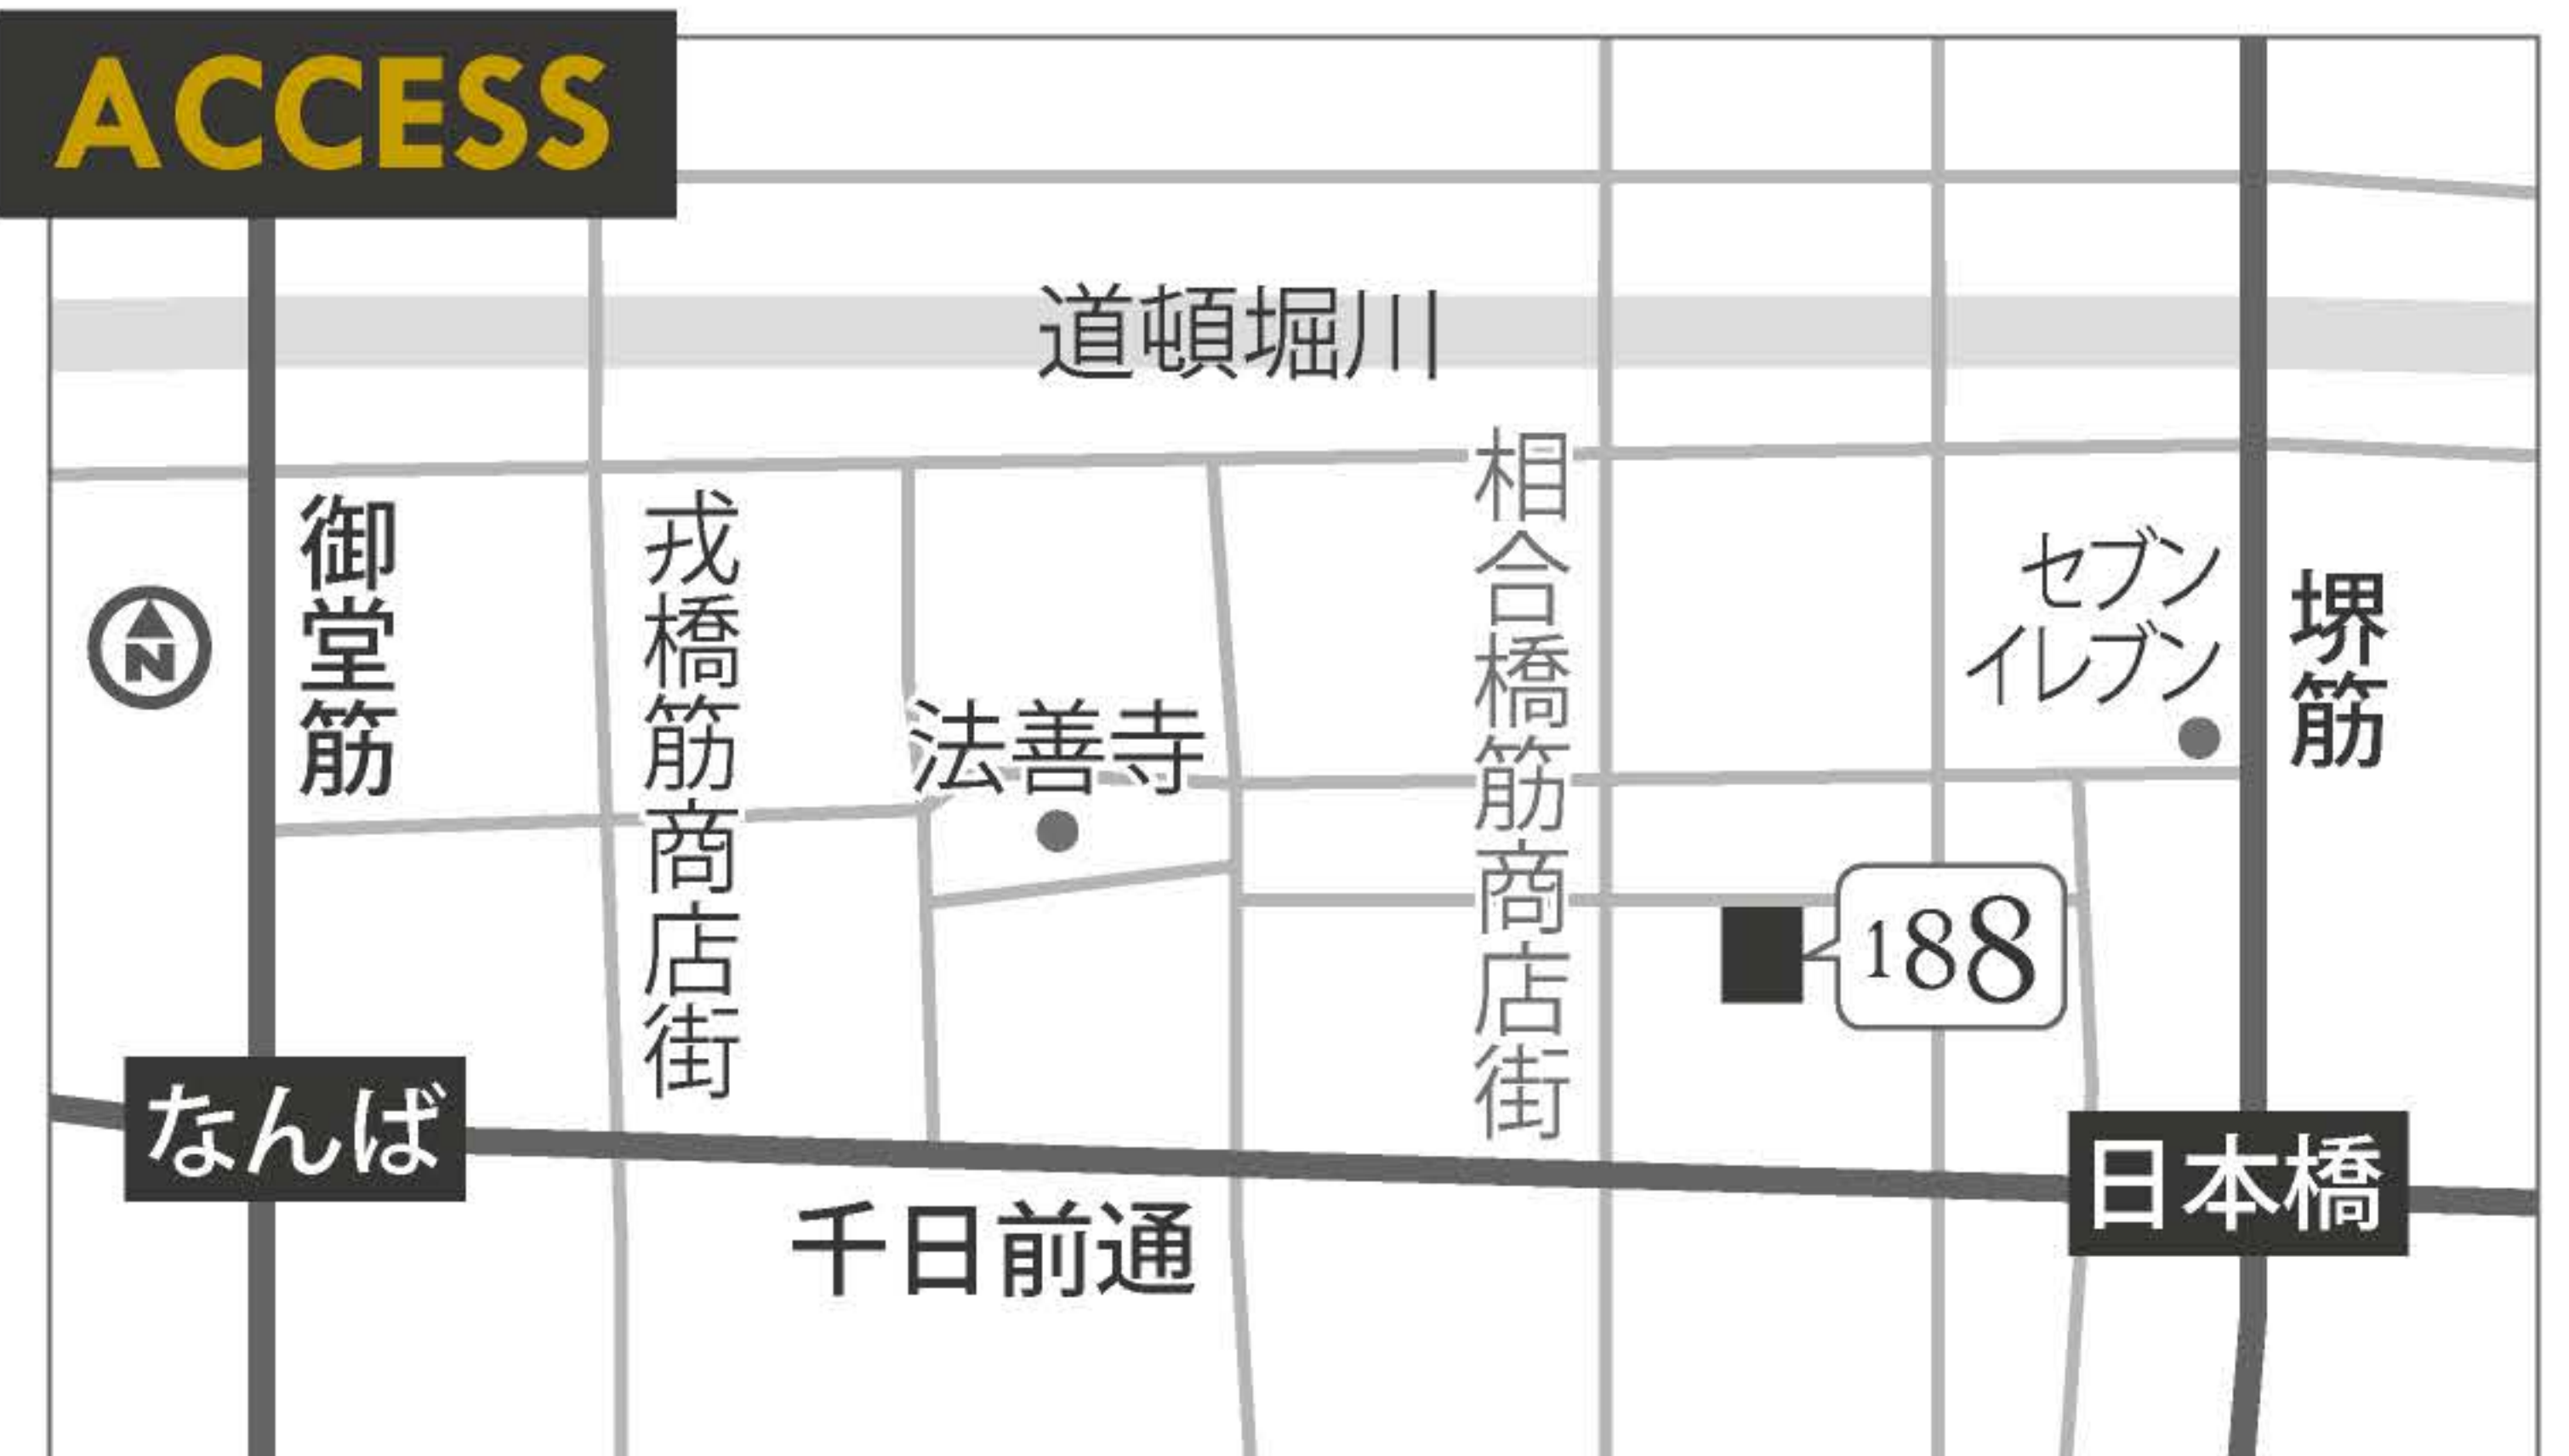 ACCESS
道頓堀川
御堂筋
戎橋筋商店街
法善寺
相合橋筋商店街
セブン
イレブン
堺筋
N
188
なんば
日本橋
千日前通